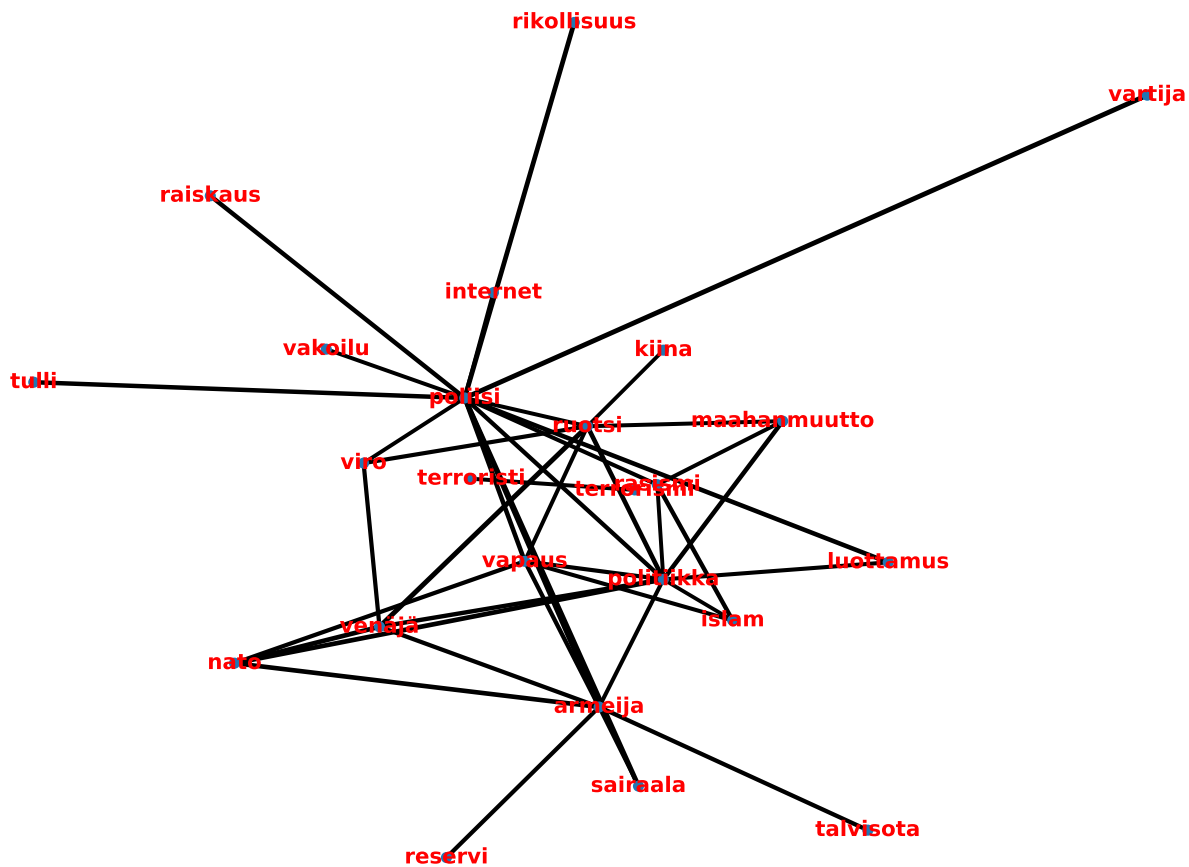 rikollisuus
vartija
raiskaus
internet
vakoilu
kiina
tulli
poliisi
ruotsi
maahanmuutto
viro
terroristi
rasismi
terrorismi
vapaus
luottamus
politiikka
islam
venäjä
nato
armeija
sairaala
talvisota
reservi